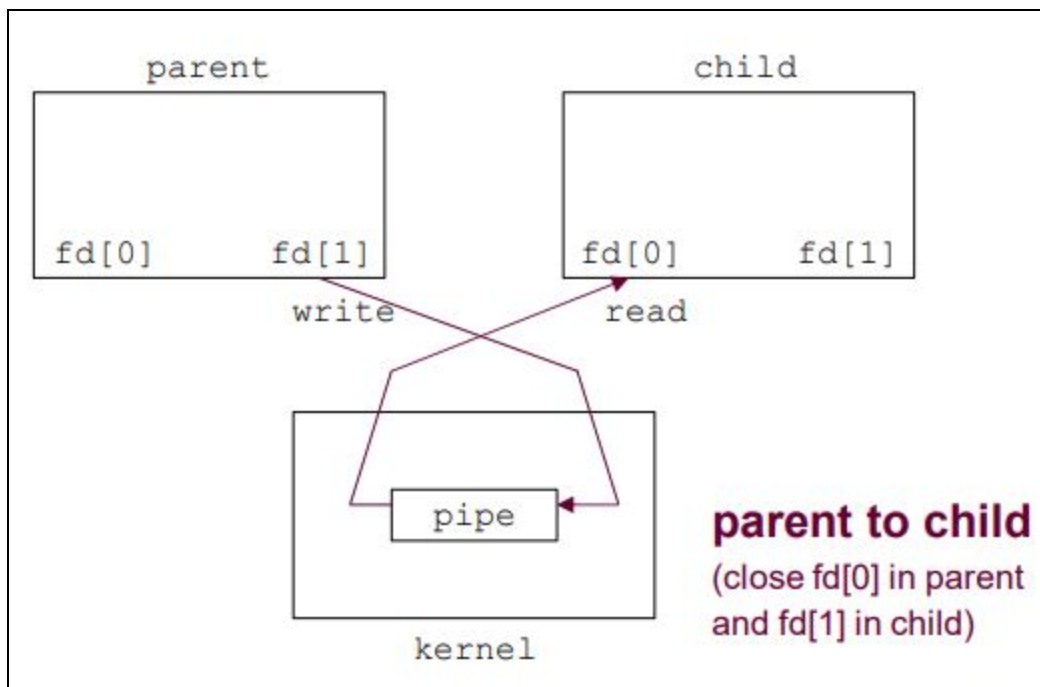 parent child
fd[0] fd[1] fd[0] fd[1]
write read
pipe
parent to child
(close fd[0] in parent
and fd[1] in child)
kernel